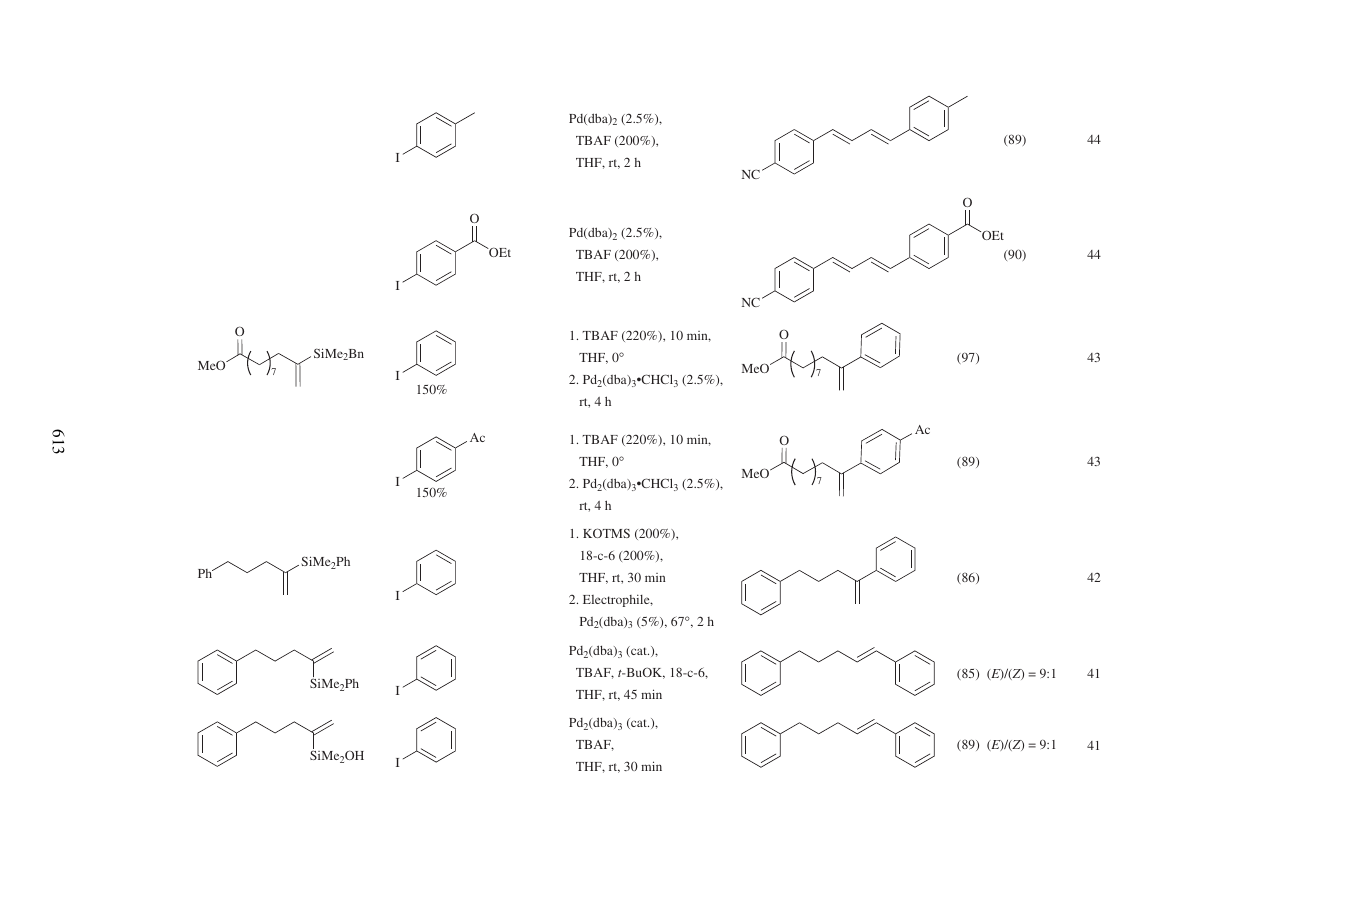 I
Pd(dba)2 (2.5%),
TBAF (200%),
THF, rt, 2 h
NC
(89)
44
I
O
OEt
Pd(dba)2 (2.5%),
TBAF (200%),
THF, rt, 2 h
NC
O
OEt
(90)
44
O
MeO
7
SiMe2Bn
I
150%
1. TBAF (220%), 10 min,
THF, 0°
2. Pd2(dba)3•CHCl3 (2.5%),
rt, 4 h
O
MeO
7
(97)
43
Ac
I
150%
1. TBAF (220%), 10 min,
THF, 0°
2. Pd2(dba)3•CHCl3 (2.5%),
rt, 4 h
O
MeO
7
Ac
(89)
43
Ph
SiMe2Ph
I
1. KOTMS (200%),
18-c-6 (200%),
THF, rt, 30 min
2. Electrophile,
Pd2(dba)3 (5%), 67°, 2 h
(86)
42
SiMe2Ph
I
Pd2(dba)3 (cat.),
TBAF, t-BuOK, 18-c-6,
THF, rt, 45 min
(85) (E)/(Z) = 9:1
41
SiMe2OH
I
Pd2(dba)3 (cat.),
TBAF,
THF, rt, 30 min
(89) (E)/(Z) = 9:1
41
613